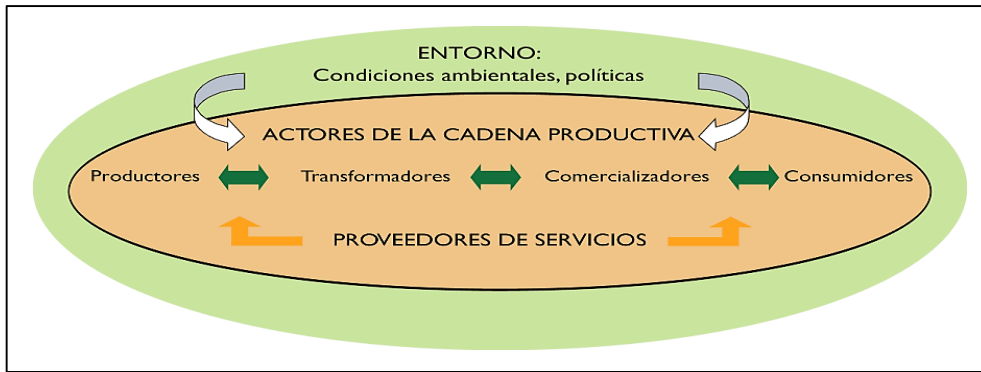 ENTORNO:
Condiciones ambientales, políticas
ACTORES DE LA CADENA PRODUCTIVA
Productores Transformadores Comercializadores Consumidores
PROVEEDORES DE SERVICIOS